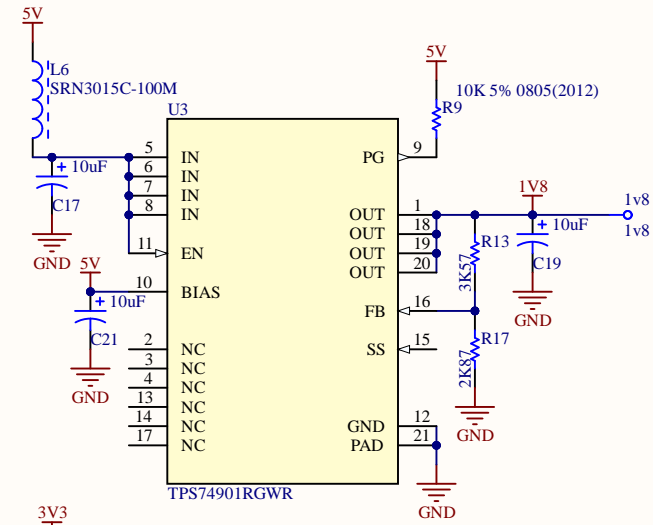 5V
L6
SRN3015C-100M
5V
10K 5% 0805(2012)
R9
U3
5 IN
6 IN
7 IN
8 IN
11 EN
10 BIAS
2 NC
3 NC
4 NC
13 NC
14 NC
17 NC
PG 9
OUT 1
OUT 18
OUT 19
OUT 20
FB 16
SS 15
GND 12
PAD 21
TPS74901RGWR
+ 10uF
C17
GND
5V
+ 10uF
C21
GND
1V8
1v8
1v8
+ 10uF
C19
GND
R13
3K57
R17
2K87
GND
GND
3V3